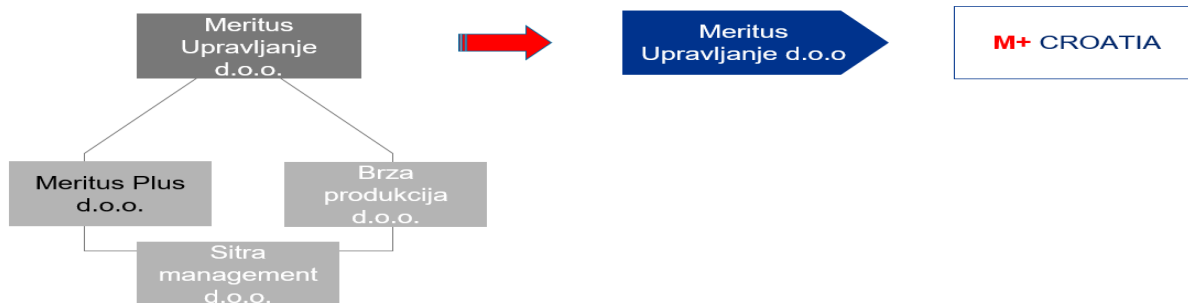 Meritus
Upravljanje
d.o.o.
Meritus
Upravljanje d.o.o
M+ CROATIA
Meritus Plus
d.o.o.
Brza
produkcija
d.o.o.
Sitra
management
d.o.o.